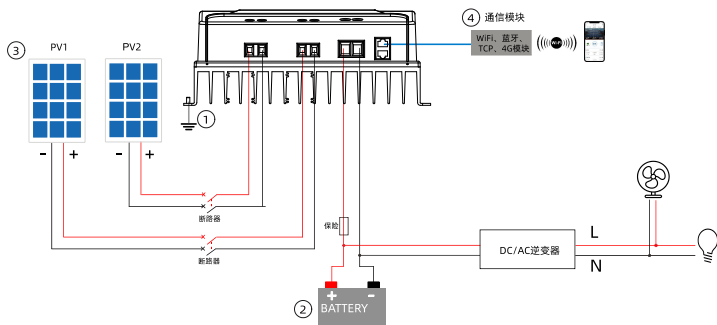 ④ 通信模块
WiFi、蓝牙、
TCP、4G模块
WiFi
③ PV1 PV2
- + - +
①
断路器
断路器
保险
DC/AC逆变器
L
N
②
+ -
BATTERY